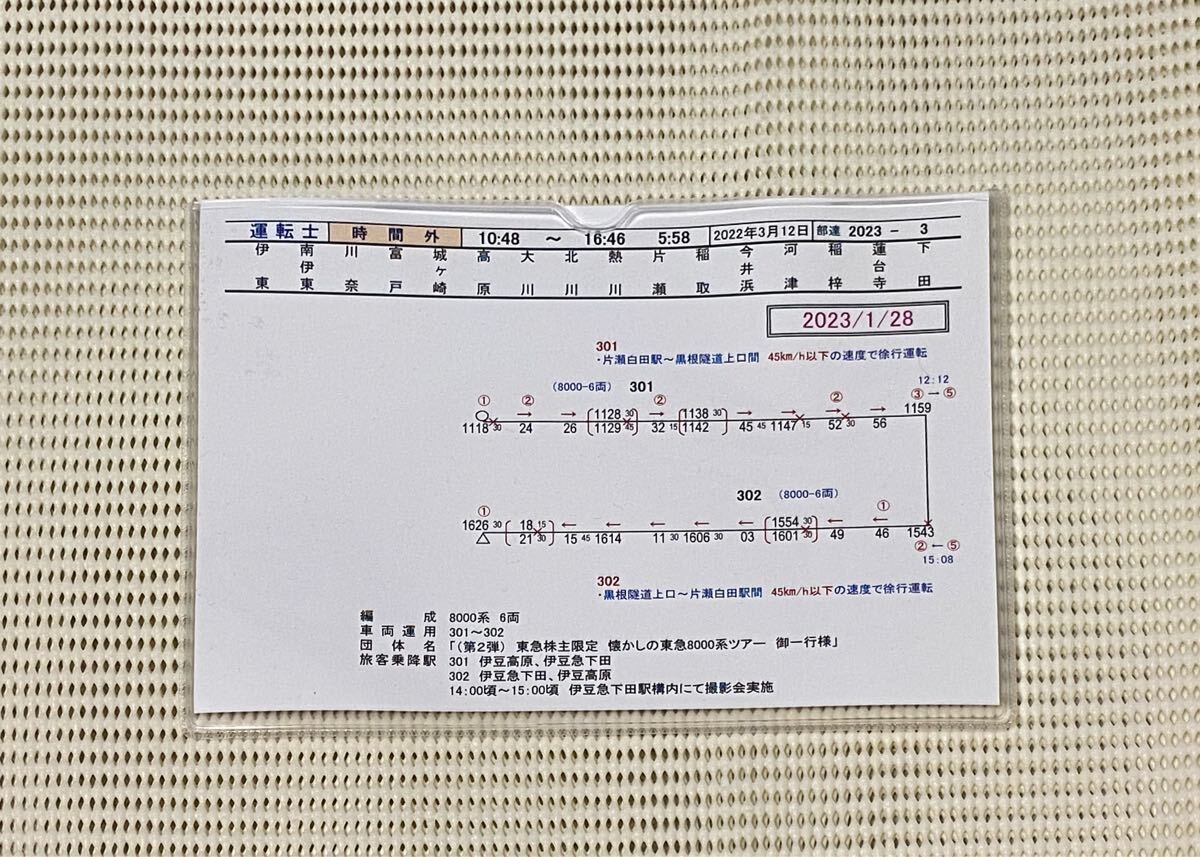 運転士 時間外 10:48 ～ 16:46 5:58 2022年3月12日 部達 2023 － 3
伊東 南伊東 川奈 富戸 城ヶ崎 高原 大川 北川 熱川 片瀬 稲取 今井浜 河津 稲梓 蓮台寺 下田
2023/1/28
301
・片瀬白田駅～黒根隧道上口間 45km/h以下の速度で徐行運転
12:12
(8000-6両) 301 ③→⑤
① ② → → ② → → → ② → → 1159
1128 30 1138 30
1118 30 24 26 1129 45 32 15 1142 45 45 1147 15 52 30 56
302 (8000-6両)
① ← ← ← ← ← ← ← ①
1626 30 18 15 1554 30
21 30 15 45 1614 11 30 1606 30 03 1601 30 49 46 1543
②←⑤
15:08
302
・黒根隧道上口～片瀬白田駅間 45km/h以下の速度で徐行運転
編成 8000系 6両
車両運用 301～302
団体名 「(第2弾) 東急株主限定 懐かしの東急8000系ツアー 御一行様」
旅客乗降駅 301 伊豆高原、伊豆急下田
302 伊豆急下田、伊豆高原
14:00頃～15:00頃 伊豆急下田駅構内にて撮影会実施